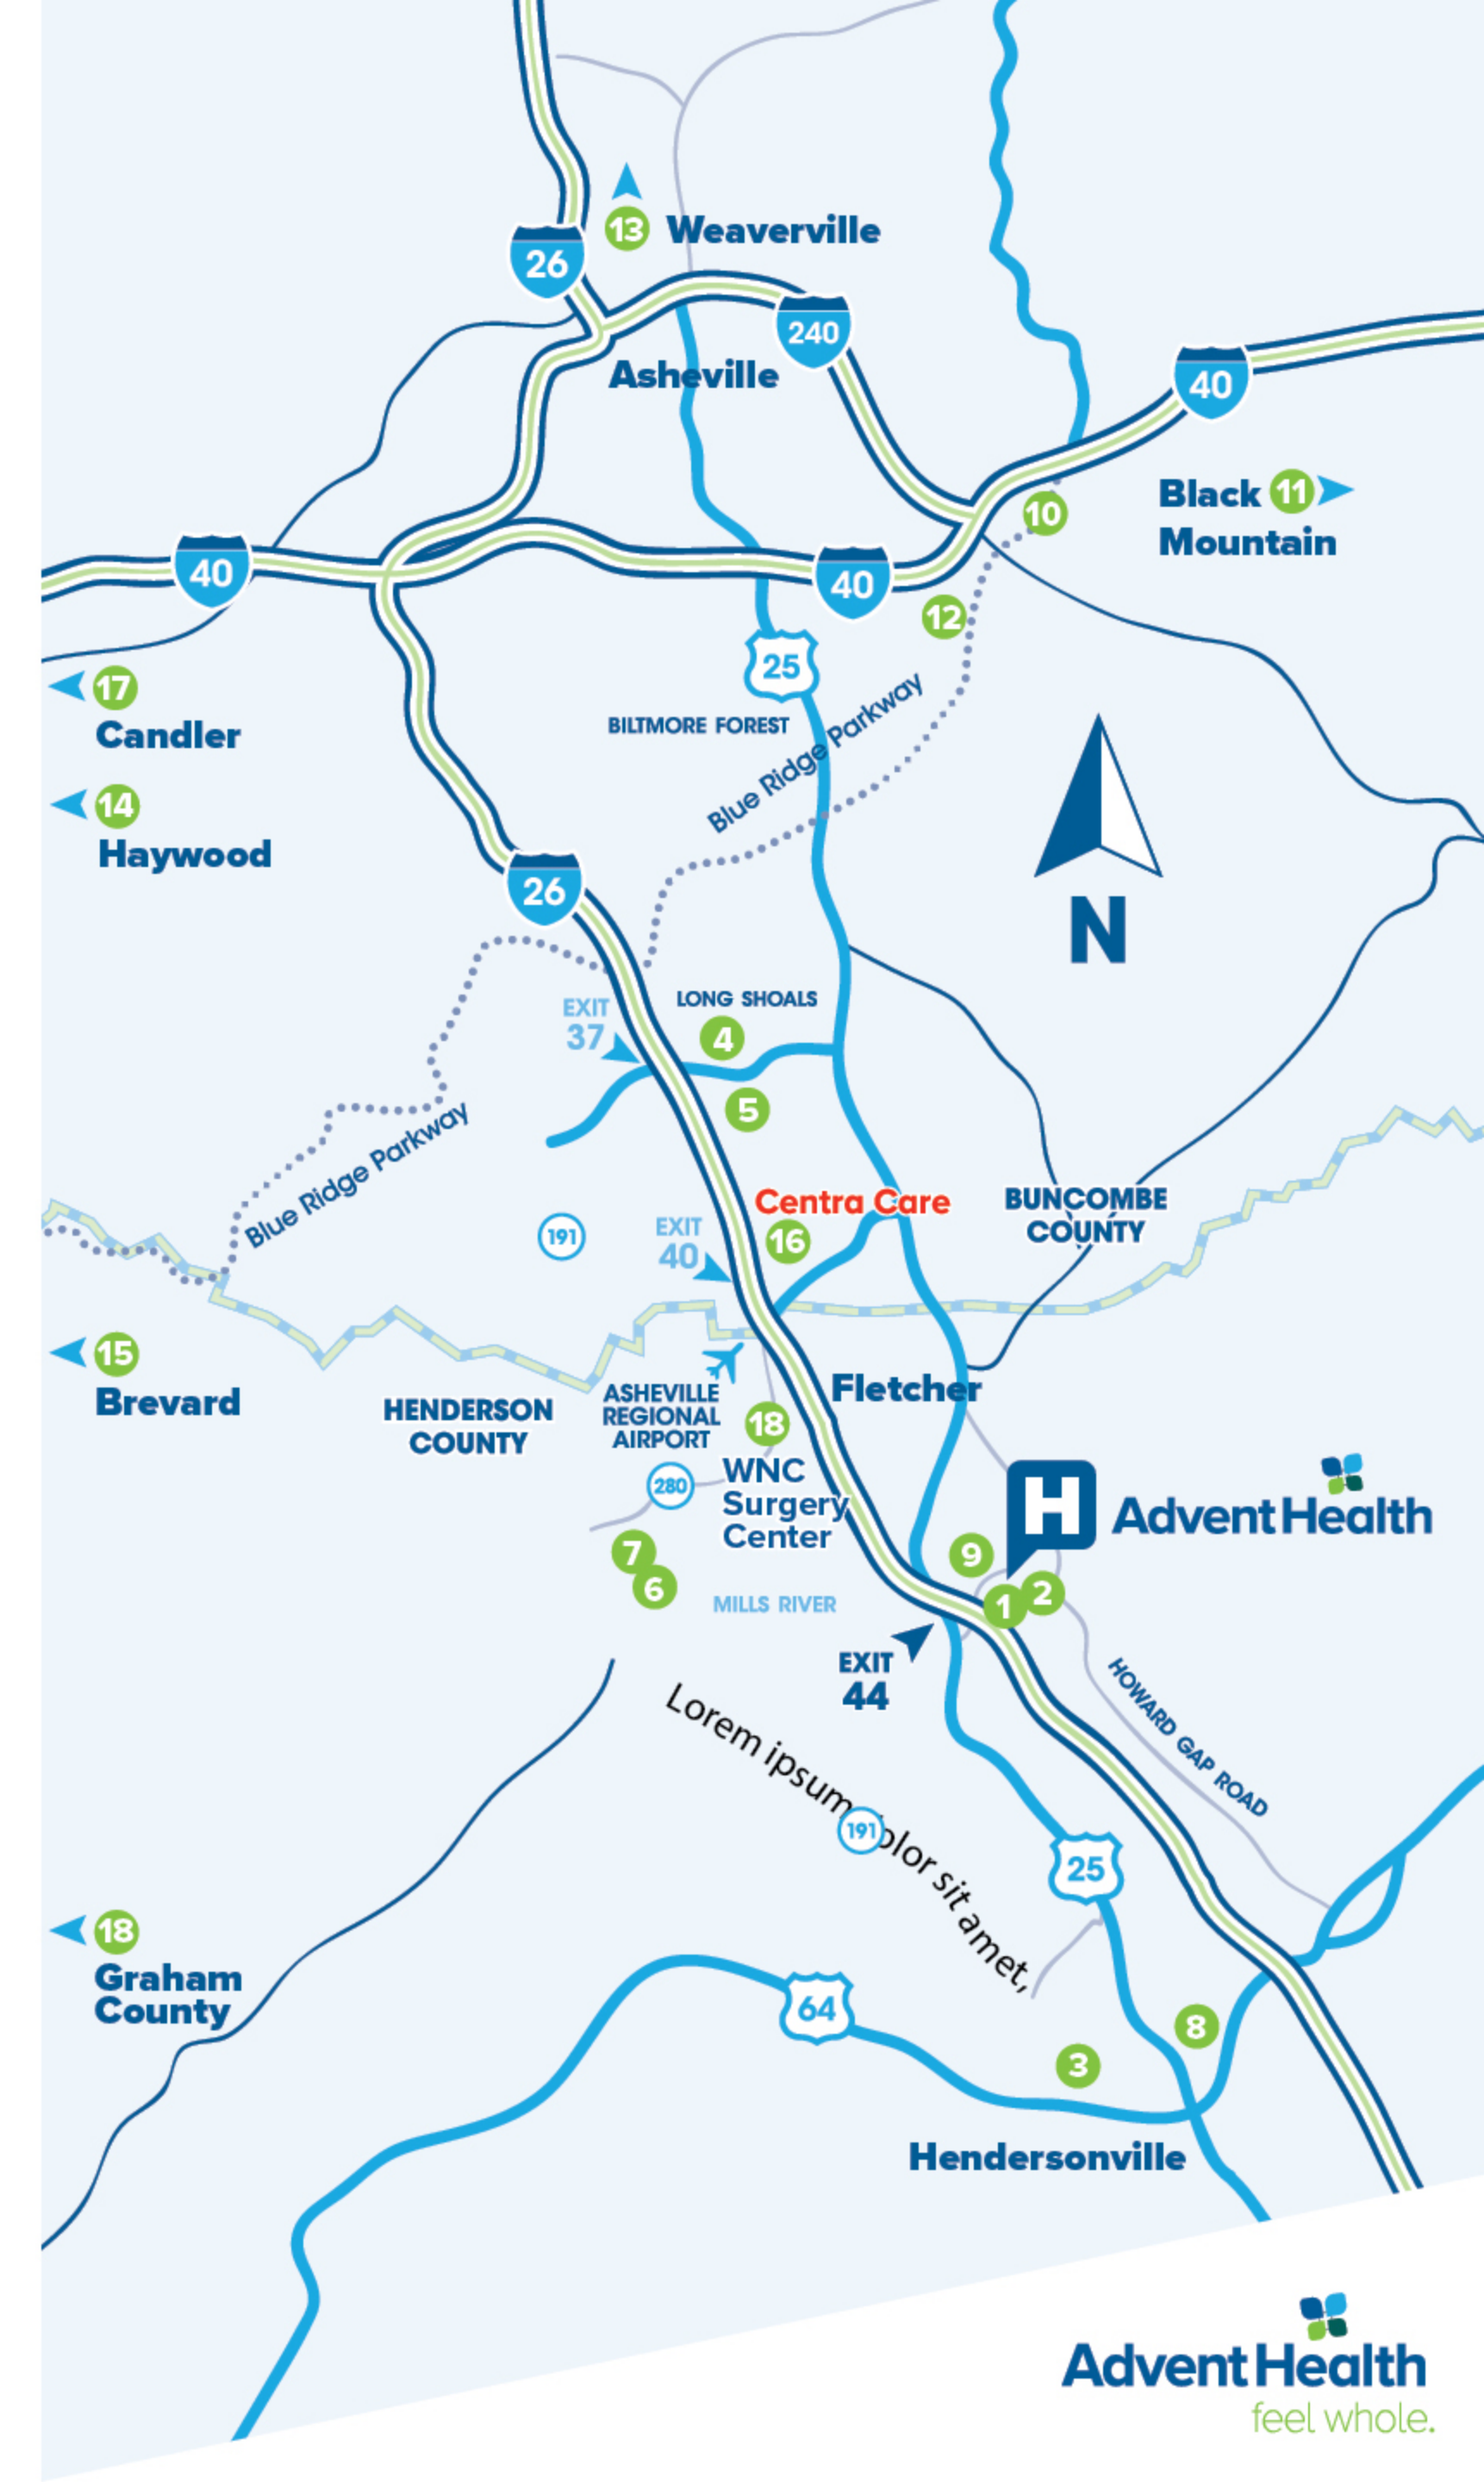 13 Weaverville
26
240
Asheville
40
Black 11
Mountain
10
40
40
12
25
17
Candler
BILTMORE FOREST
Blue Ridge Parkway
14
Haywood
26
N
LONG SHOALS
EXIT
37
4
5
Blue Ridge Parkway
Centra Care
16
BUNCOMBE
COUNTY
191
EXIT
40
15
Brevard
HENDERSON
COUNTY
ASHEVILLE
REGIONAL
AIRPORT
Fletcher
18
WNC
Surgery
Center
280
H AdventHealth
7
6
9
1
2
MILLS RIVER
EXIT
44
HOWARD GAP ROAD
Lorem ipsum dolor sit amet,
191
25
18
Graham
County
64
8
3
Hendersonville
AdventHealth
feel whole.